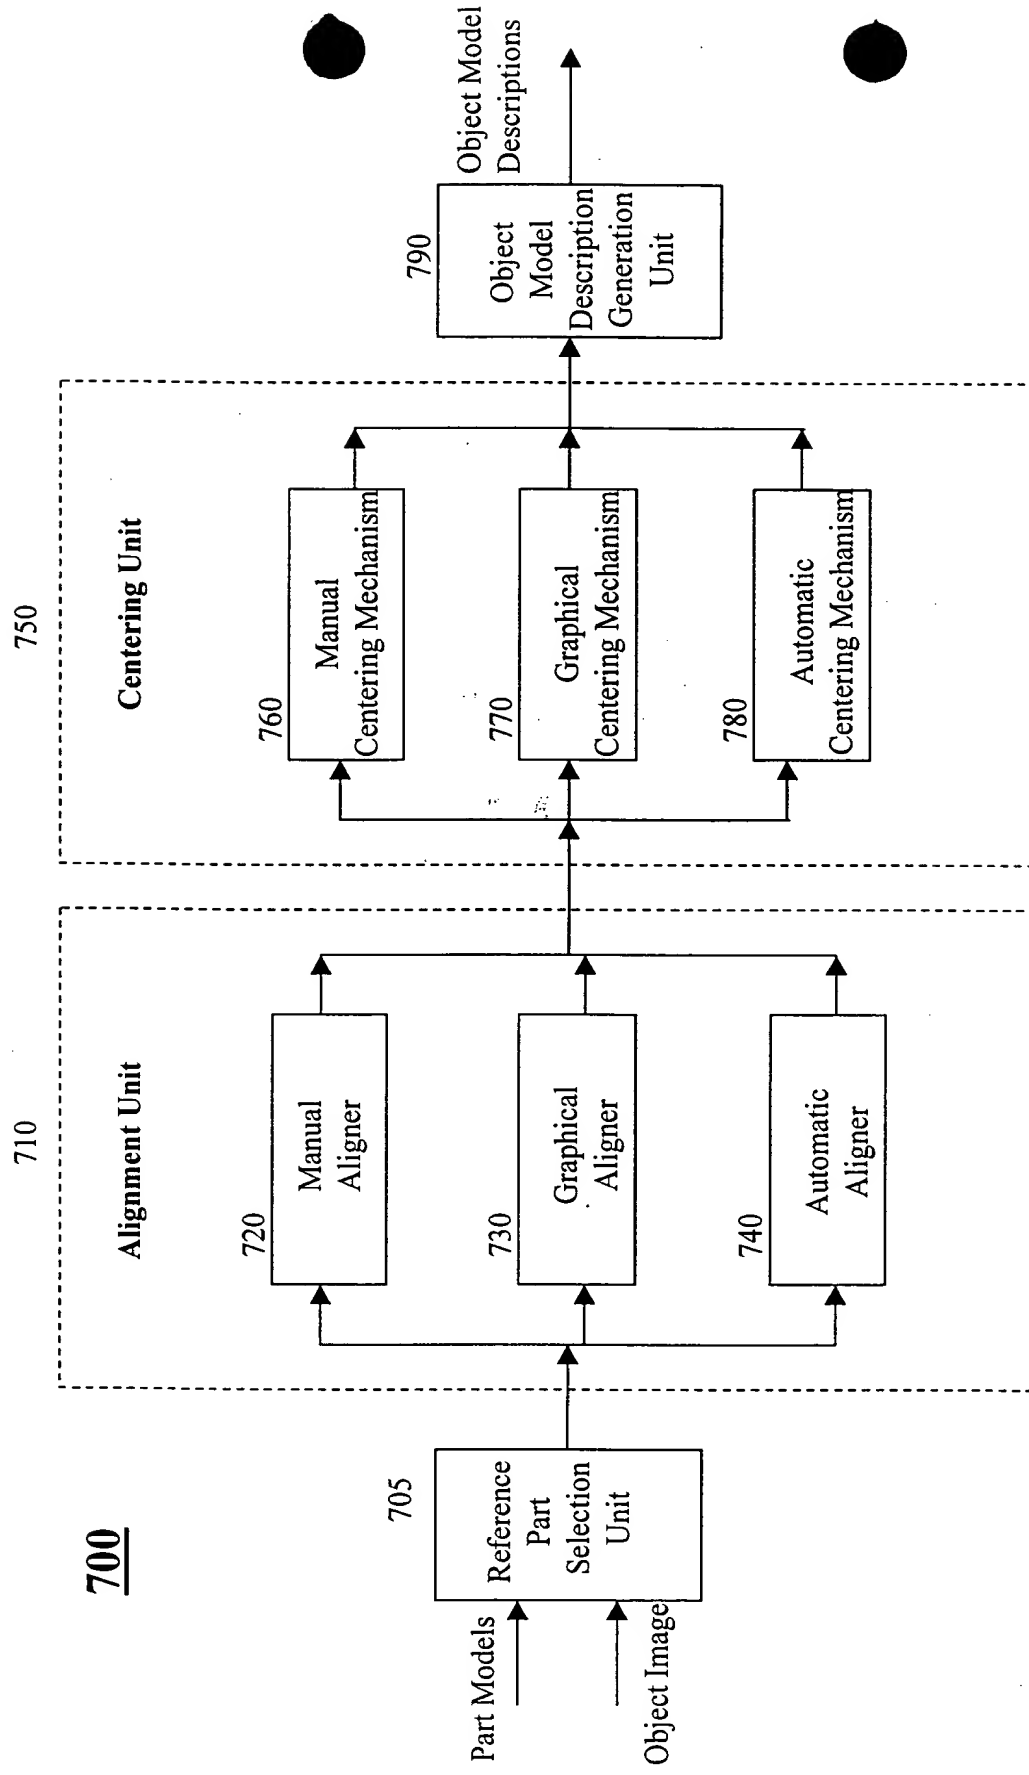 700
710
750
Alignment Unit
Centering Unit
Part Models
Object Image
705
Reference
Part
Selection
Unit
720
Manual
Aligner
730
Graphical
Aligner
740
Automatic
Aligner
760
Manual
Centering Mechanism
770
Graphical
Centering Mechanism
780
Automatic
Centering Mechanism
790
Object
Model
Description
Generation
Unit
Object Model
Descriptions